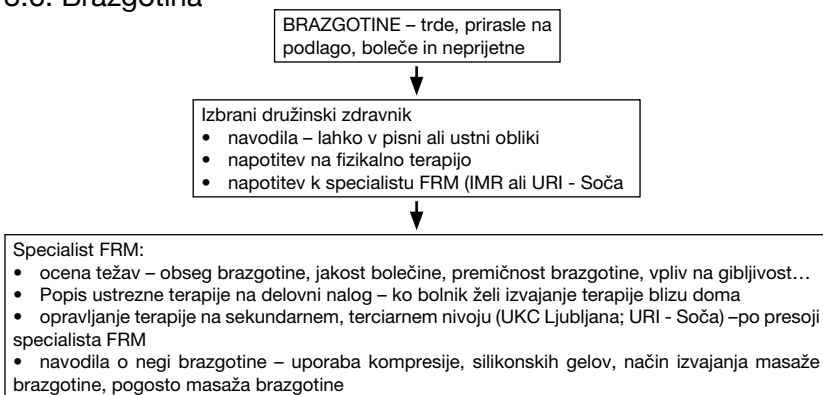 5.6. Brazgotina
BRAZGOTINE – trde, prirasle na
podlago, boleče in neprijetne
Izbrani družinski zdravnik
• navodila – lahko v pisni ali ustni obliki
• napotitev na fizikalno terapijo
• napotitev k specialistu FRM (IMR ali URI - Soča
Specialist FRM:
• ocena težav – obseg brazgotine, jakost bolečine, premičnost brazgotine, vpliv na gibljivost…
• Popis ustrezne terapije na delovni nalog – ko bolnik želi izvajanje terapije blizu doma
• opravljanje terapije na sekundarnem, terciarnem nivoju (UKC Ljubljana; URI - Soča) –po presoji
specialista FRM
• navodila o negi brazgotine – uporaba kompresije, silikonskih gelov, način izvajanja masaže
brazgotine, pogosto masaža brazgotine